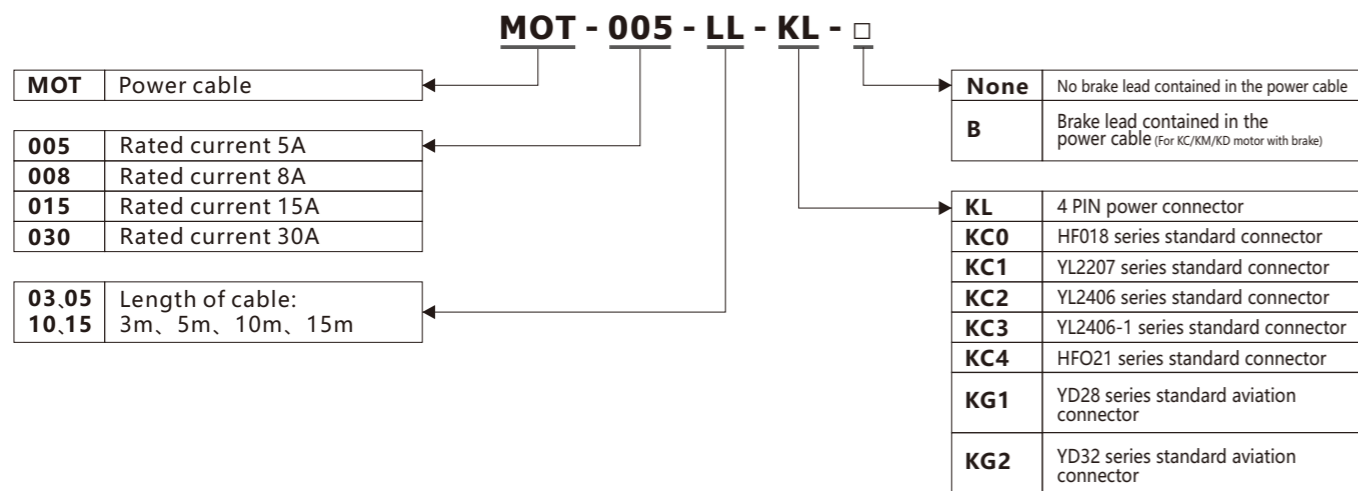 MOT - 005 - LL - KL - □
MOT Power cable
005 Rated current 5A
008 Rated current 8A
015 Rated current 15A
030 Rated current 30A
03、05 Length of cable:
10、15 3m、5m、10m、15m
None No brake lead contained in the power cable
B Brake lead contained in the
power cable (For KC/KM/KD motor with brake)
KL 4 PIN power connector
KC0 HF018 series standard connector
KC1 YL2207 series standard connector
KC2 YL2406 series standard connector
KC3 YL2406-1 series standard connector
KC4 HFO21 series standard connector
KG1 YD28 series standard aviation
connector
KG2 YD32 series standard aviation
connector